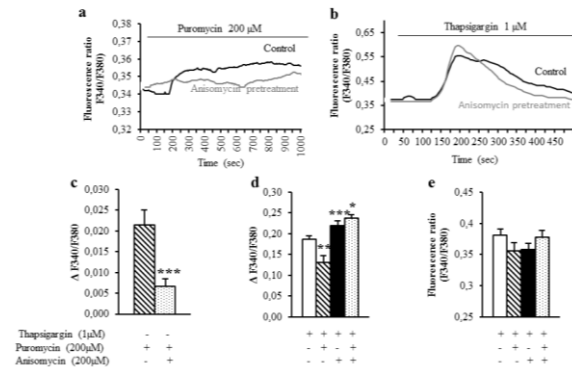 a
Puromycin 200 µM
Fluorescence ratio
F340/F380
0,38
0,36
0,35
0,34
0,32
Control
Anisomycin pretreatment
0 100 200 300 400 500 600 700 800 900 1000
Time (sec)
b
Thapsigargin 1 µM
Fluorescence ratio
(F340/F380)
0,65
0,55
0,45
0,35
0,25
Control
Anisomycin pretreatment
0 50 100 150 200 250 300 350 400 450
Time (sec)
c
Δ F340/F380
0,030
0,025
0,020
0,015
0,010
0,005
0,000
***
d
Δ F340/F380
0,30
0,25
0,20
0,15
0,10
0,05
0,00
**
***
*
e
Fluorescence ratio
(F340/F380)
0,45
0,40
0,35
0,30
0,25
Thapsigargin (1µM) - - + + + + + + + +
Puromycin (200µM) + + - + - + - + - +
Anisomycin (200µM) - + - - + + - - + +